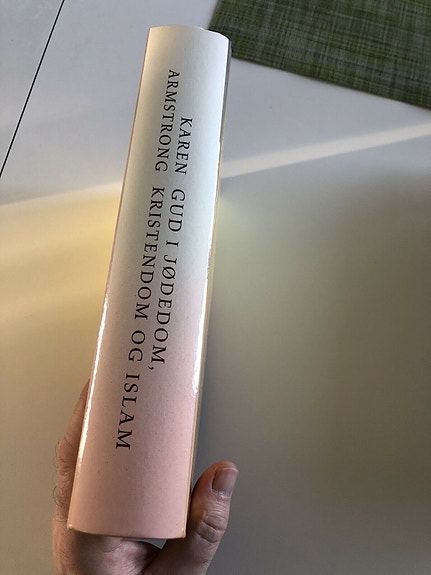 KAREN GUD I JØDEDOM,
ARMSTRONG KRISTENDOM OG ISLAM